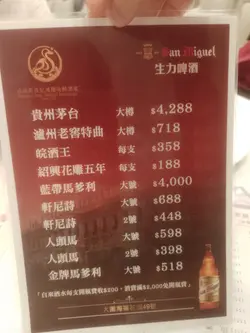 San Miguel
生力啤酒
貴州茅台 大樽 $4,288
瀘州老窖特曲 大樽 $718
皖酒王 每支 $358
紹興花雕五年 每支 $188
藍帶馬爹利 大號 $4,000
軒尼詩 大號 $688
軒尼詩 2號 $448
人頭馬 大號 $598
人頭馬 2號 $398
金牌馬爹利 大號 $518